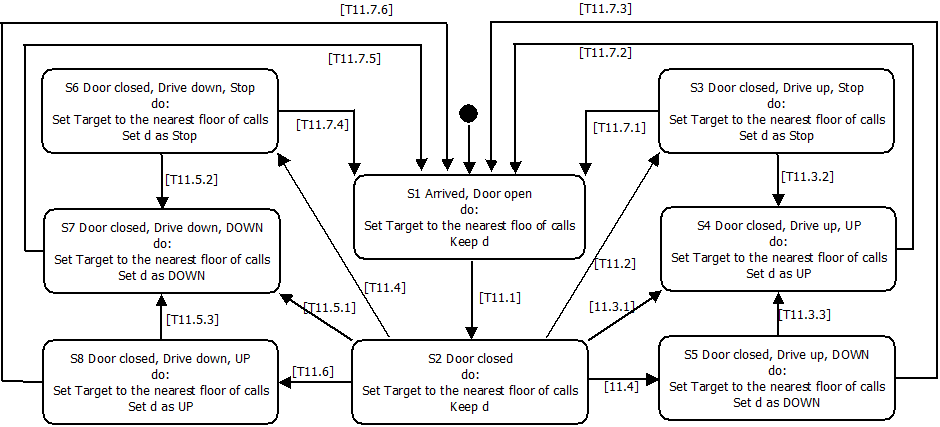 [T11.7.6]
[T11.7.3]
[T11.7.5]
[T11.7.2]
S6 Door closed, Drive down, Stop
do:
Set Target to the nearest floor of calls
Set d as Stop
S3 Door closed, Drive up, Stop
do:
Set Target to the nearest floor of calls
Set d as Stop
[T11.7.4]
[T11.7.1]
[T11.5.2]
[T11.3.2]
S1 Arrived, Door open
do:
Set Target to the nearest floo of calls
Keep d
S7 Door closed, Drive down, DOWN
do:
Set Target to the nearest floor of calls
Set d as DOWN
S4 Door closed, Drive up, UP
do:
Set Target to the nearest floor of calls
Set d as UP
[T11.4]
[T11.2]
[T11.1]
[T11.5.1]
[11.3.1]
[T11.5.3]
[T11.3.3]
S8 Door closed, Drive down, UP
do:
Set Target to the nearest floor of calls
Set d as UP
[T11.6]
S2 Door closed
do:
Set Target to the nearest floor of calls
Keep d
[11.4]
S5 Door closed, Drive up, DOWN
do:
Set Target to the nearest floor of calls
Set d as DOWN